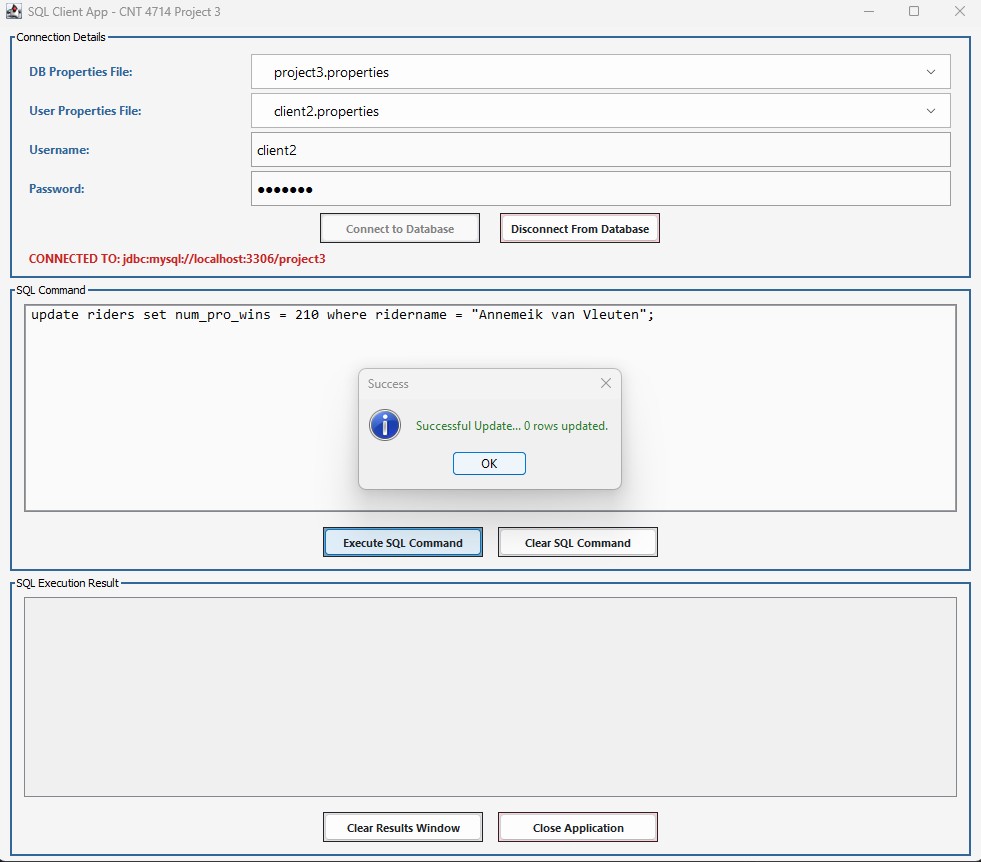 SQL Client App - CNT 4714 Project 3
Connection Details
DB Properties File: project3.properties
User Properties File: client2.properties
Username: client2
Password: ●●●●●●●
Connect to Database Disconnect From Database
CONNECTED TO: jdbc:mysql://localhost:3306/project3
SQL Command
update riders set num_pro_wins = 210 where ridername = "Annemeik van Vleuten";
Success
Successful Update... 0 rows updated.
OK
Execute SQL Command Clear SQL Command
SQL Execution Result
Clear Results Window Close Application